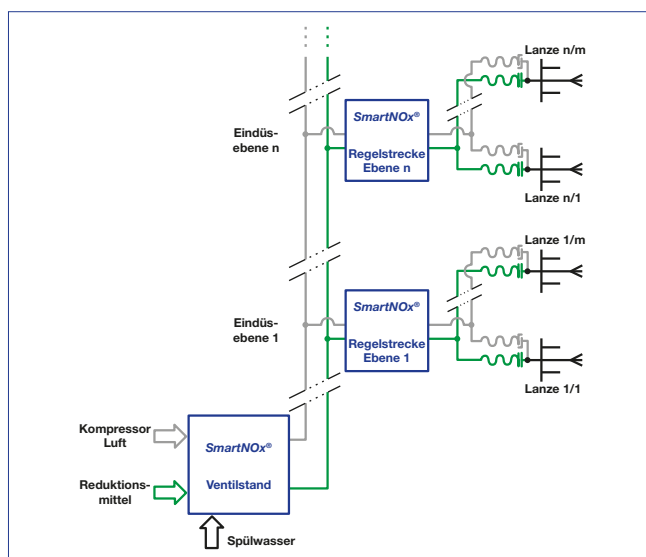 Lanze n/m
SmartNOx®
Eindüs-
ebene n
Regelstrecke
Ebene n
Lanze n/1
Lanze 1/m
SmartNOx®
Eindüs-
ebene 1
Regelstrecke
Ebene 1
Lanze 1/1
Kompressor
Luft
SmartNOx®
Reduktions-
mittel
Ventilstand
Spülwasser